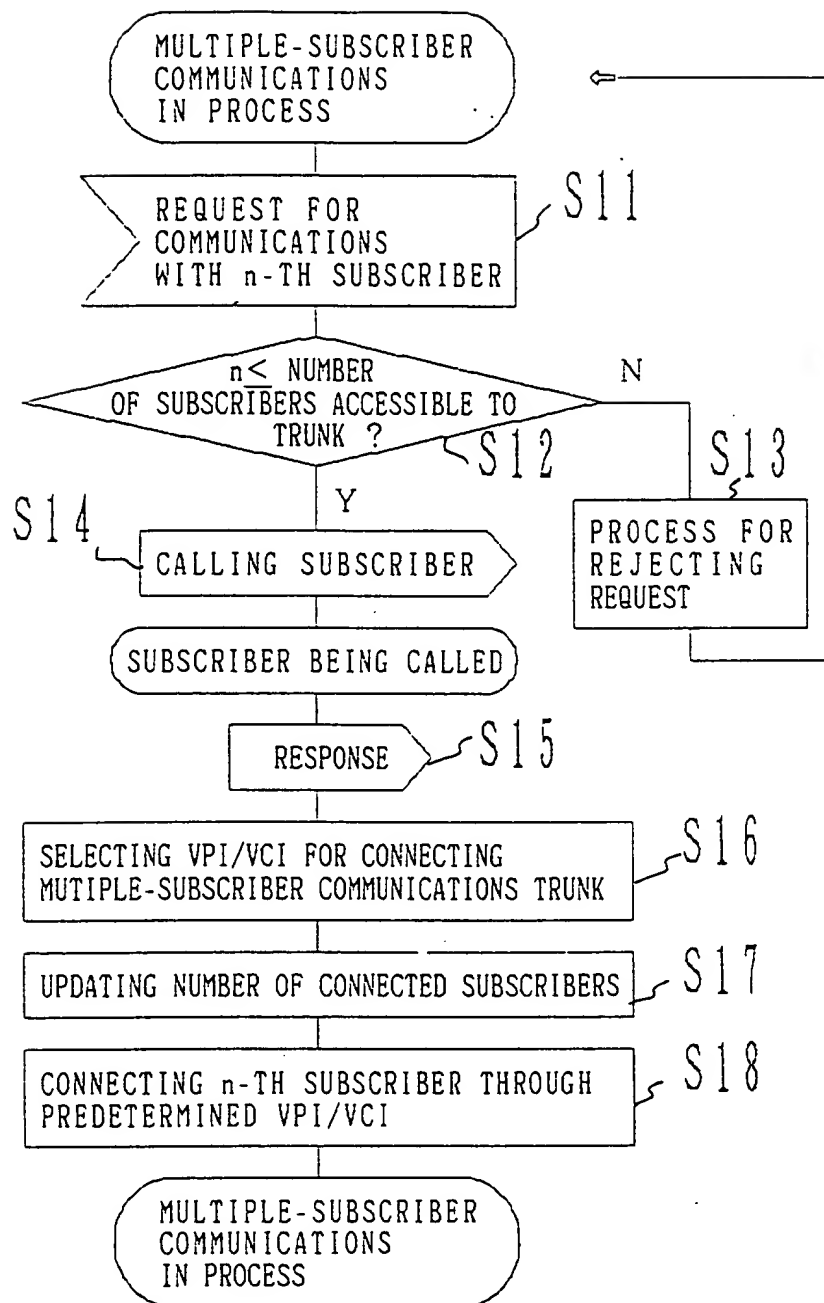 MULTIPLE-SUBSCRIBER
COMMUNICATIONS
IN PROCESS
S11
REQUEST FOR
COMMUNICATIONS
WITH n-TH SUBSCRIBER
n≤ NUMBER
OF SUBSCRIBERS ACCESSIBLE TO
TRUNK ?
N
S12
S13
Y
S14
CALLING SUBSCRIBER
PROCESS FOR
REJECTING
REQUEST
SUBSCRIBER BEING CALLED
RESPONSE
S15
SELECTING VPI/VCI FOR CONNECTING
MUTIPLE-SUBSCRIBER COMMUNICATIONS TRUNK
S16
UPDATING NUMBER OF CONNECTED SUBSCRIBERS
S17
CONNECTING n-TH SUBSCRIBER THROUGH
PREDETERMINED VPI/VCI
S18
MULTIPLE-SUBSCRIBER
COMMUNICATIONS
IN PROCESS